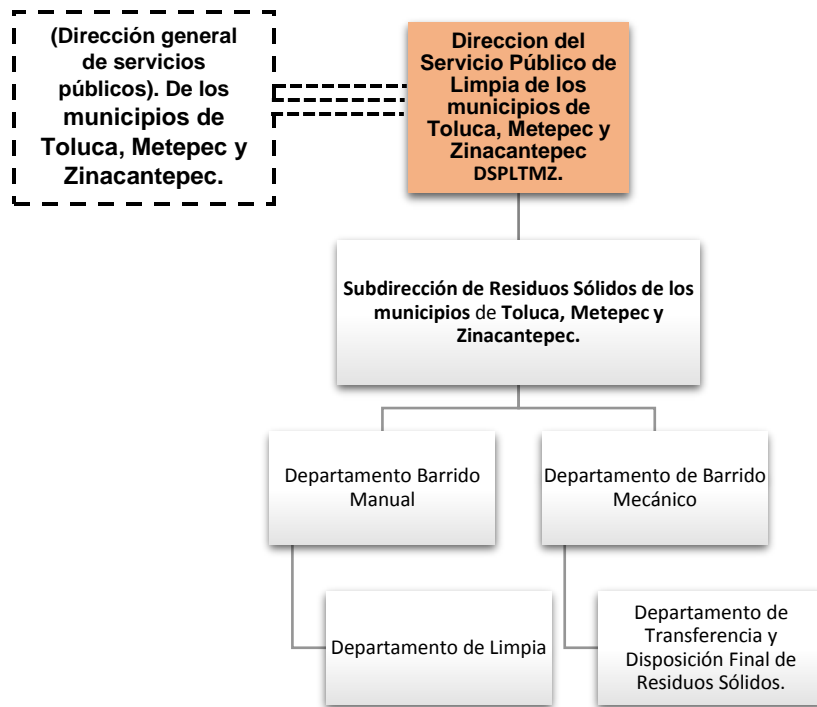 (Dirección general
de servicios
públicos). De los
municipios de
Toluca, Metepec y
Zinacantepec.
Direccion del
Servicio Público de
Limpia de los
municipios de
Toluca, Metepec y
Zinacantepec
DSPLTMZ.
Subdirección de Residuos Sólidos de los
municipios de Toluca, Metepec y
Zinacantepec.
Departamento Barrido
Manual
Departamento de Barrido
Mecánico
Departamento de Limpia
Departamento de
Transferencia y
Disposición Final de
Residuos Sólidos.